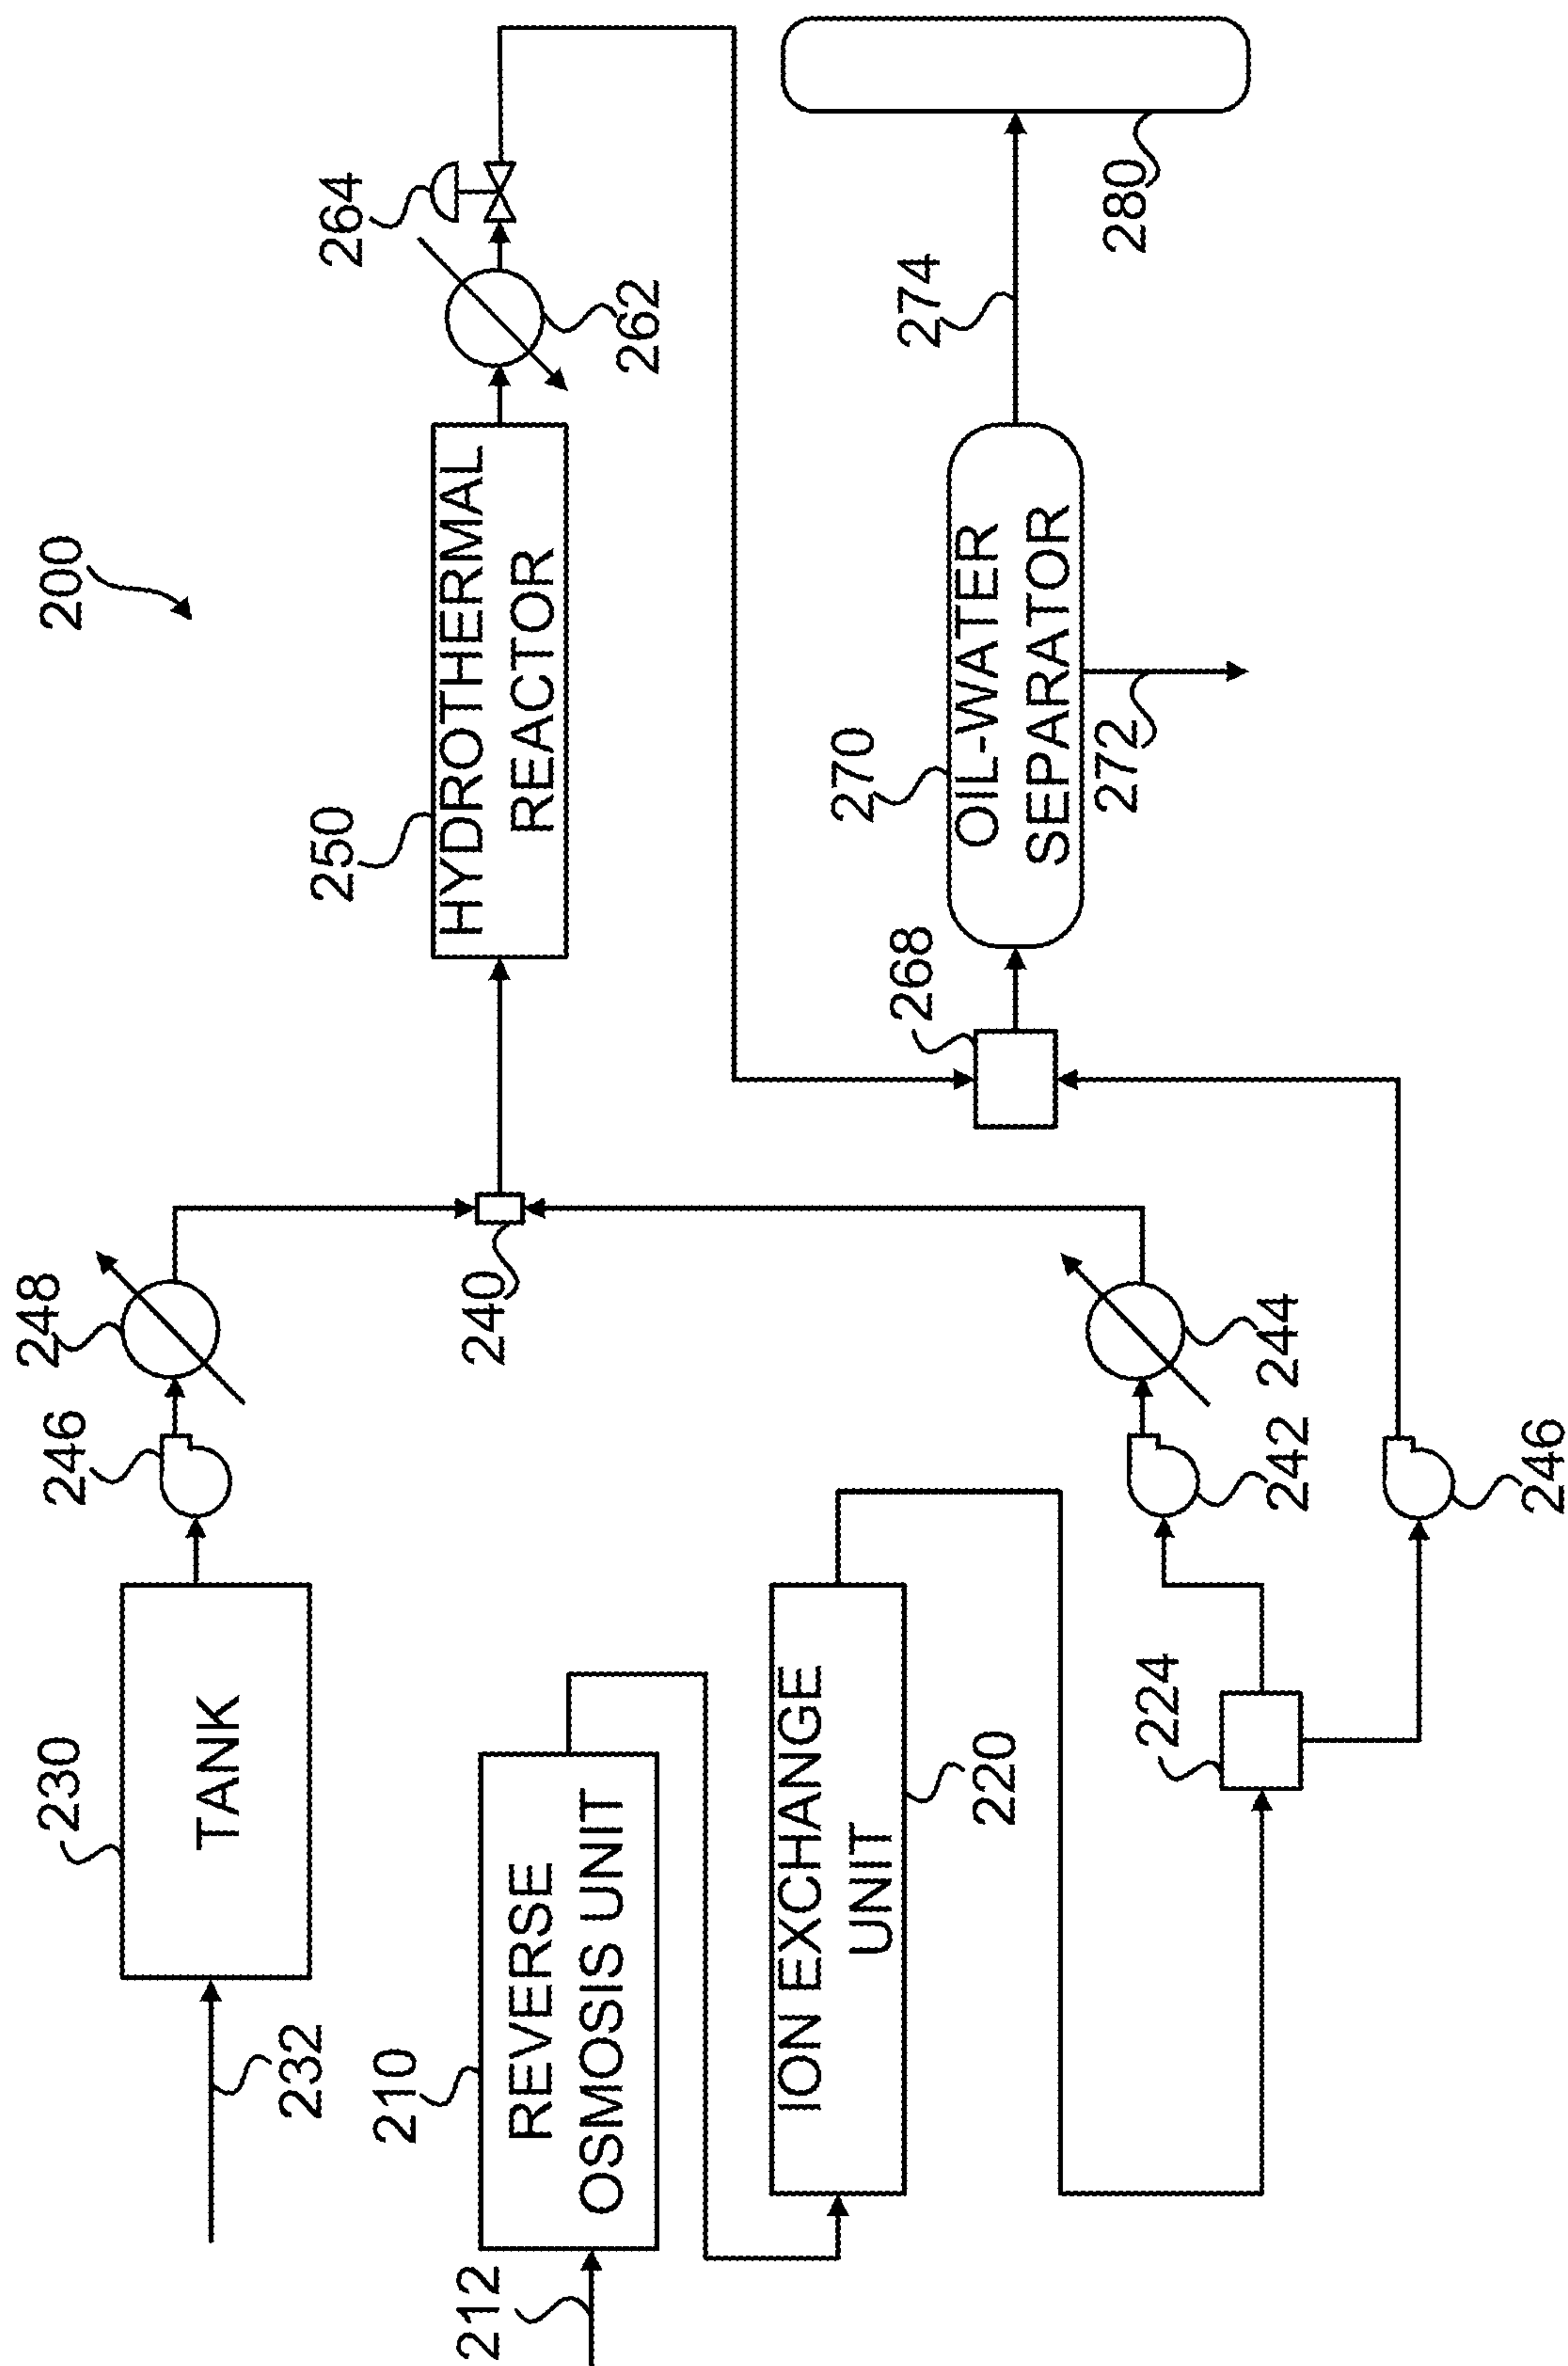 200
230
TANK
232
246
248
210
REVERSE
OSMOSIS UNIT
212
240
250
HYDROTHERMAL
REACTOR
262
264
ION EXCHANGE
UNIT
220
224
242
244
246
268
270
OIL-WATER
SEPARATOR
272
274
280